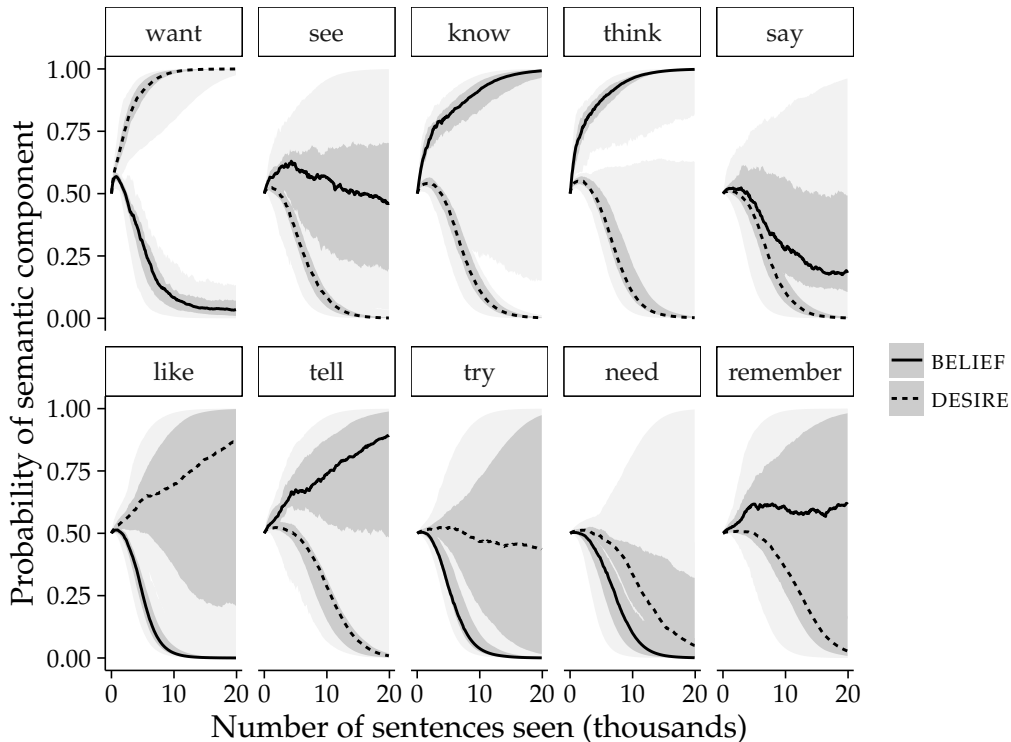 want see know think say
1.00
0.75
0.50
0.25
0.00
like tell try need remember
1.00
0.75
0.50
0.25
0.00
0 10 20 0 10 20 0 10 20 0 10 20 0 10 20
Number of sentences seen (thousands)
Probability of semantic component
BELIEF
DESIRE